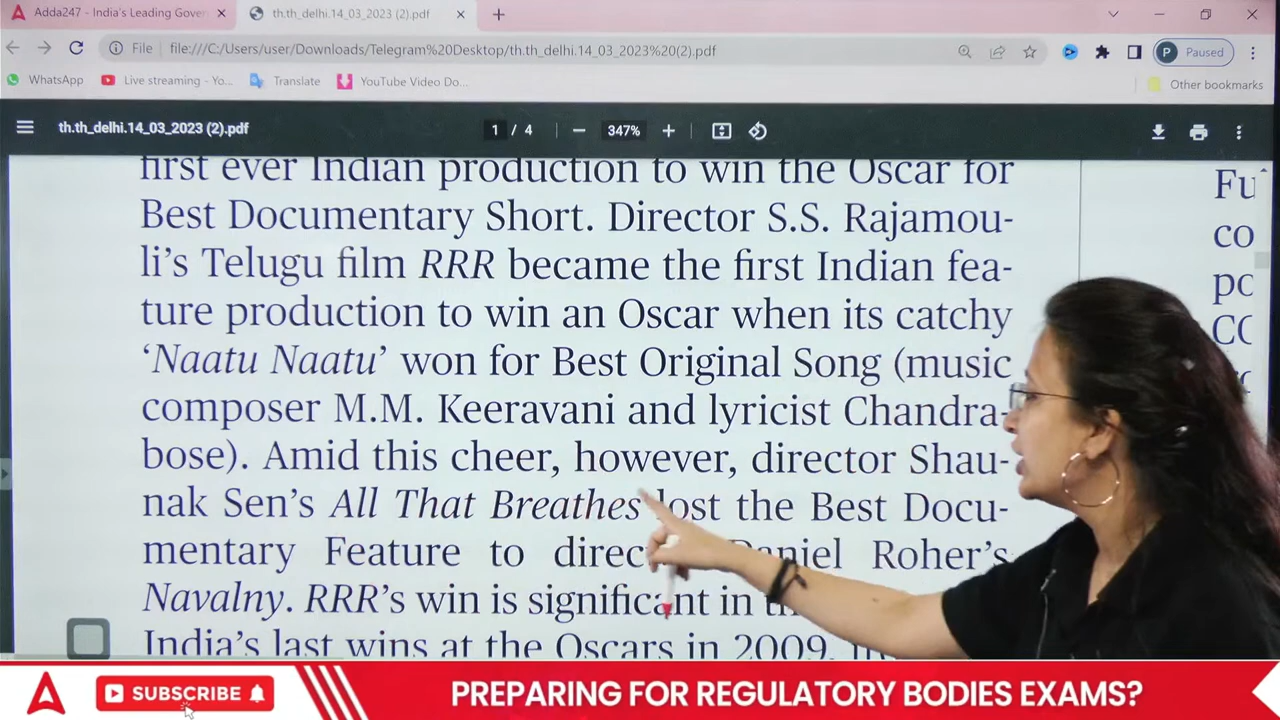 Adda247 - India's Leading Gover
th.th_delhi.14_03_2023 (2).pdf
File
file:///C:/Users/user/Downloads/Telegram%20Desktop/th.th_delhi.14_03_2023%20(2).pdf
P
Paused
WhatsApp
Live streaming - Yo...
Translate
YouTube Video Do...
Other bookmarks
th.th_delhi.14_03_2023 (2).pdf
1 / 4
347%
first ever Indian production to win the Oscar for
Best Documentary Short. Director S.S. Rajamou-
li's Telugu film RRR became the first Indian fea-
ture production to win an Oscar when its catchy
'Naatu Naatu' won for Best Original Song (music
composer M.M. Keeravani and lyricist Chandra-
bose). Amid this cheer, however, director Shau-
nak Sen's All That Breathes lost the Best Docu-
mentary Feature to Daniel Roher's
Navalny. RRR's win is significant in
India's last wins at the Oscars in 2009.
Fu
co
po
SUBSCRIBE
PREPARING FOR REGULATORY BODIES EXAMS?